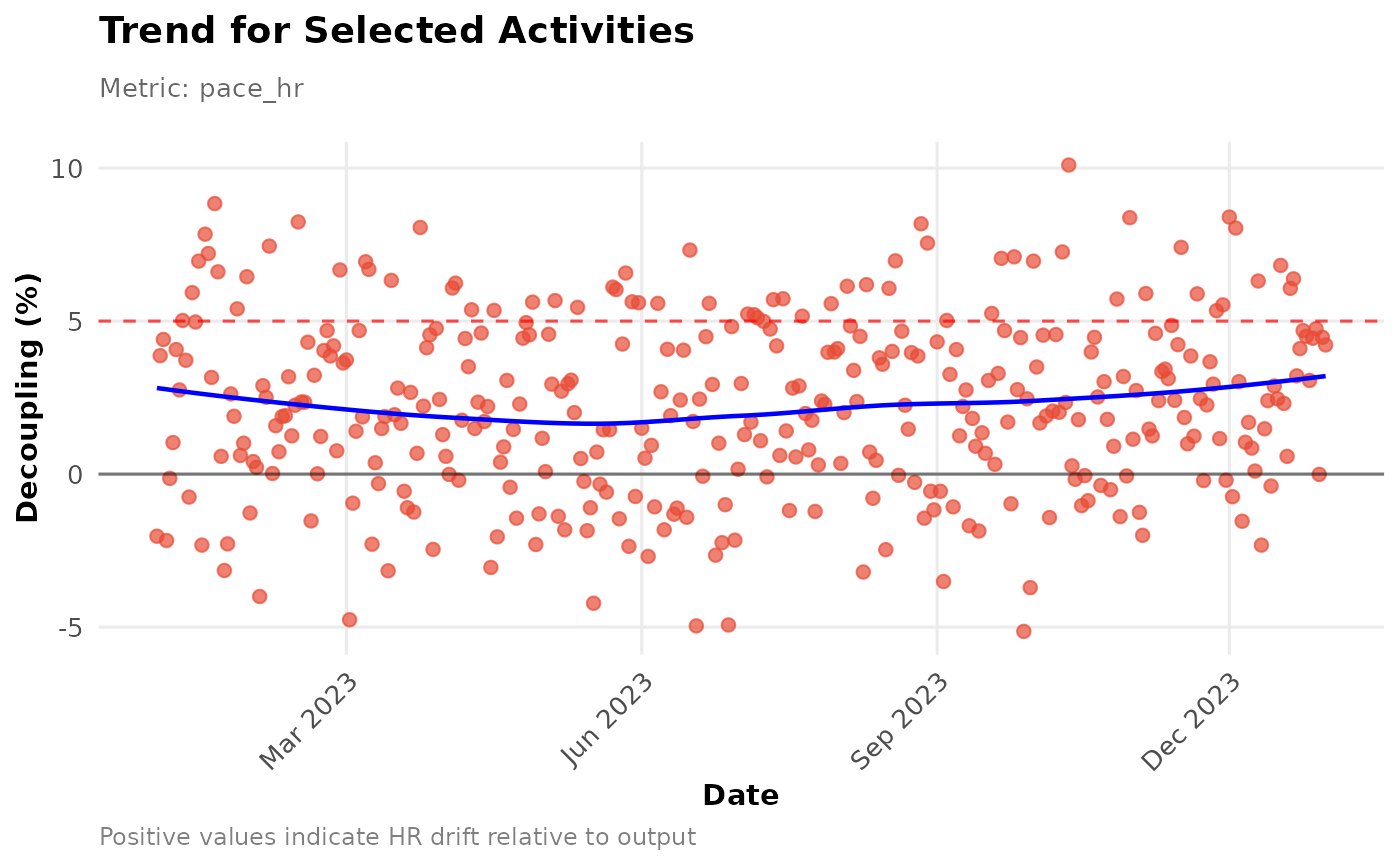 Trend for Selected Activities
Metric: pace_hr
10
5
0
-5
Decoupling (%)
Mar 2023
Jun 2023
Sep 2023
Dec 2023
Date
Positive values indicate HR drift relative to output